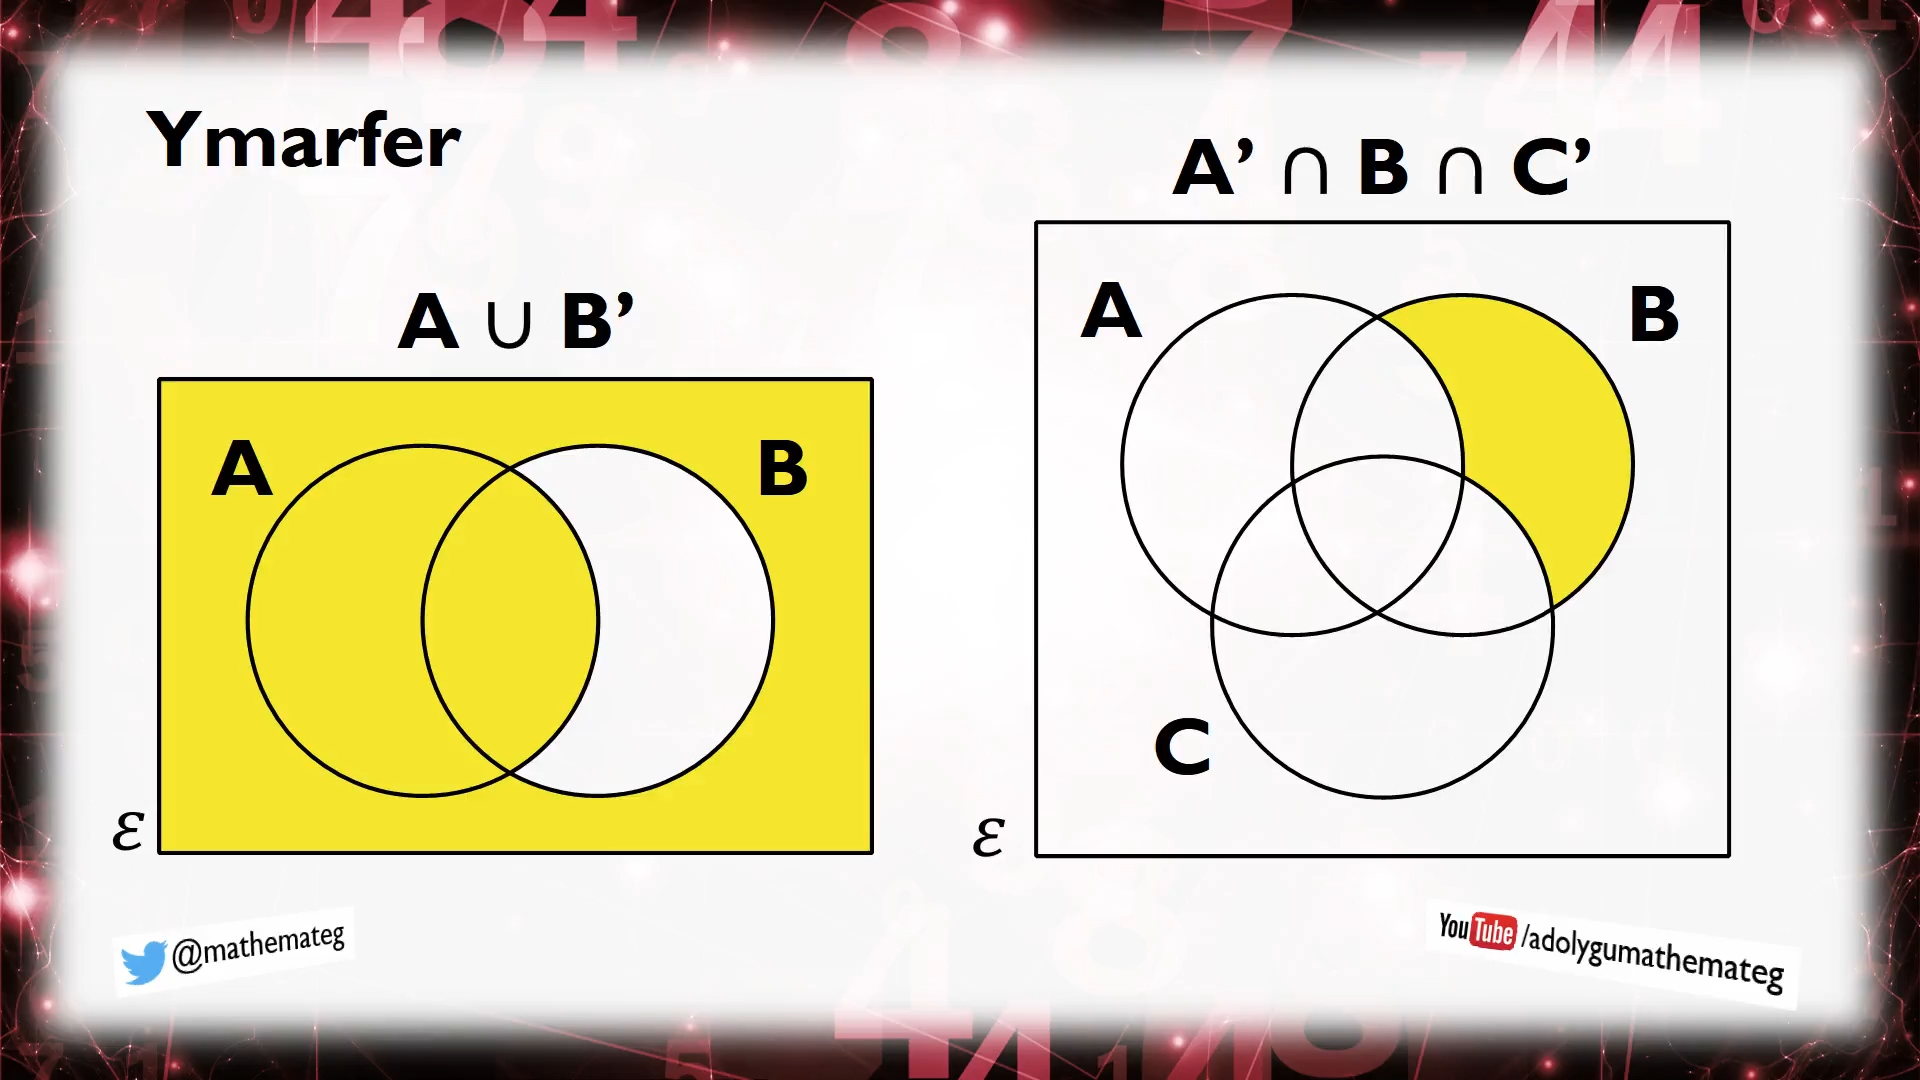 Ymarfer
A ∪ B’
A
B
ε
A’ ∩ B ∩ C’
A
B
C
ε
@mathemateg
YouTube/adolygumathemateg